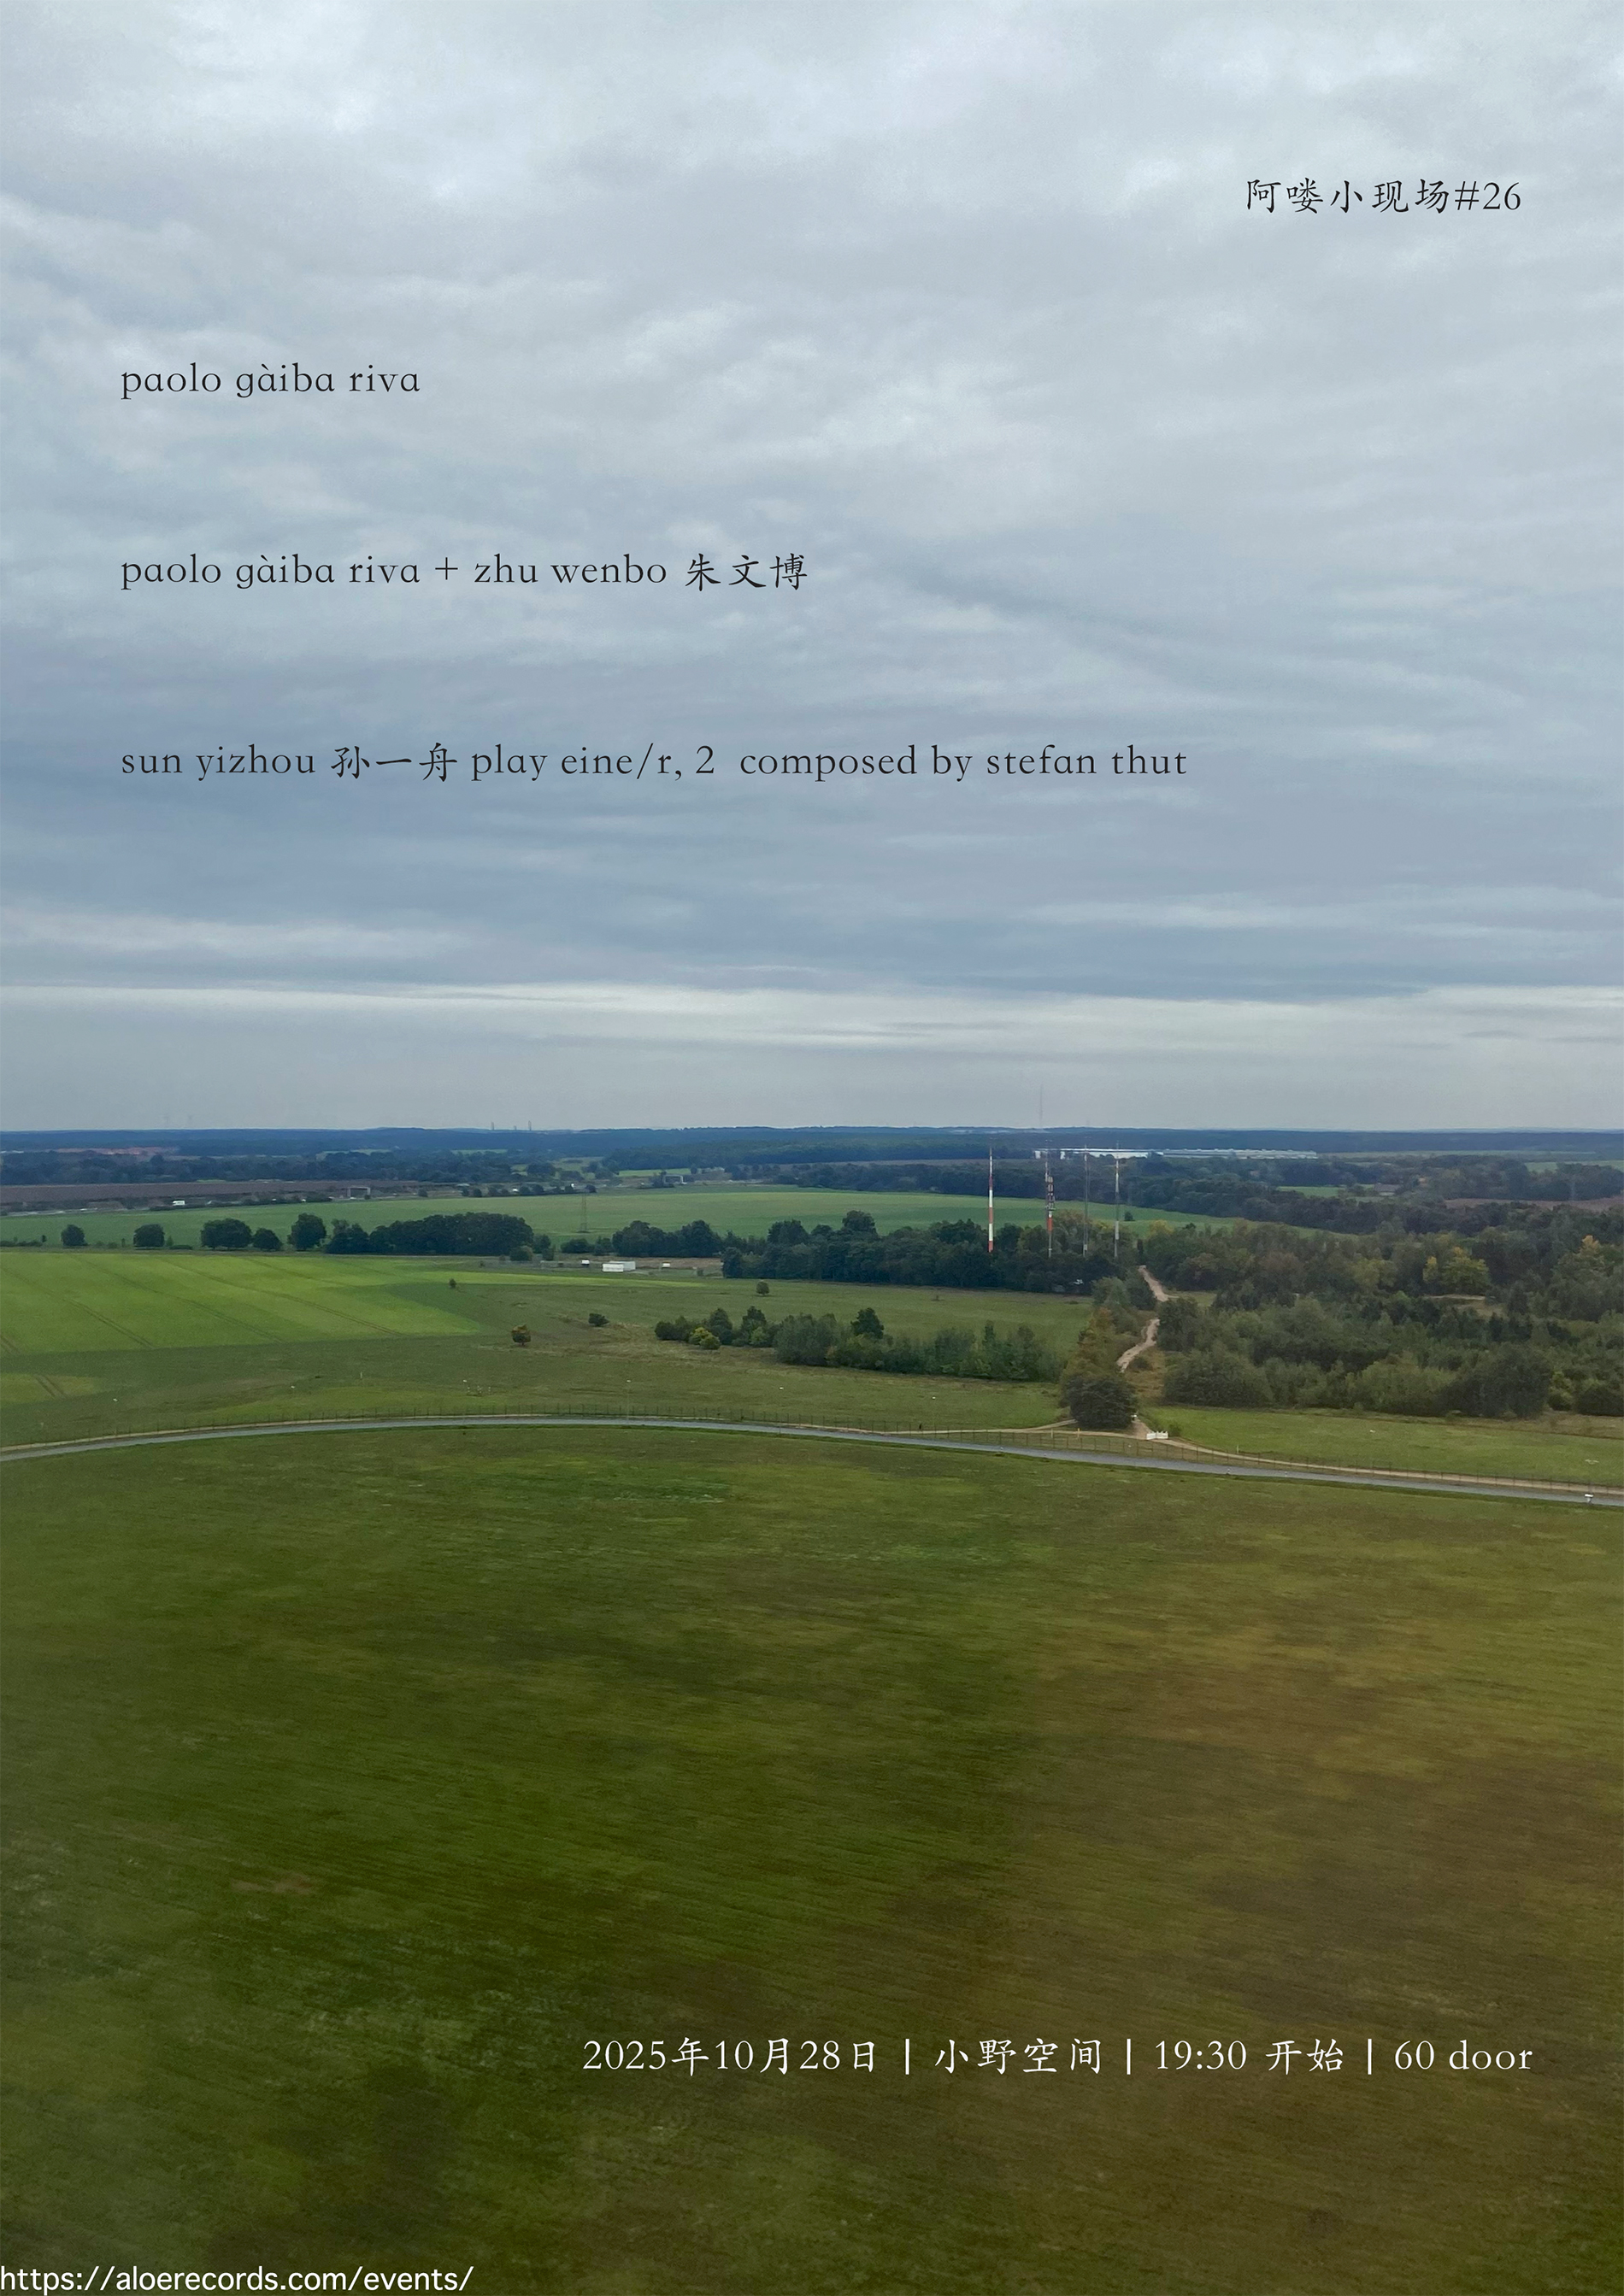 阿喽小现场#26
paolo gàiba riva
paolo gàiba riva + zhu wenbo 朱文博
sun yizhou 孙一舟 play eine/r, 2 composed by stefan thut
2025年10月28日 | 小野空间 | 19:30 开始 | 60 door
https://aloerecords.com/events/